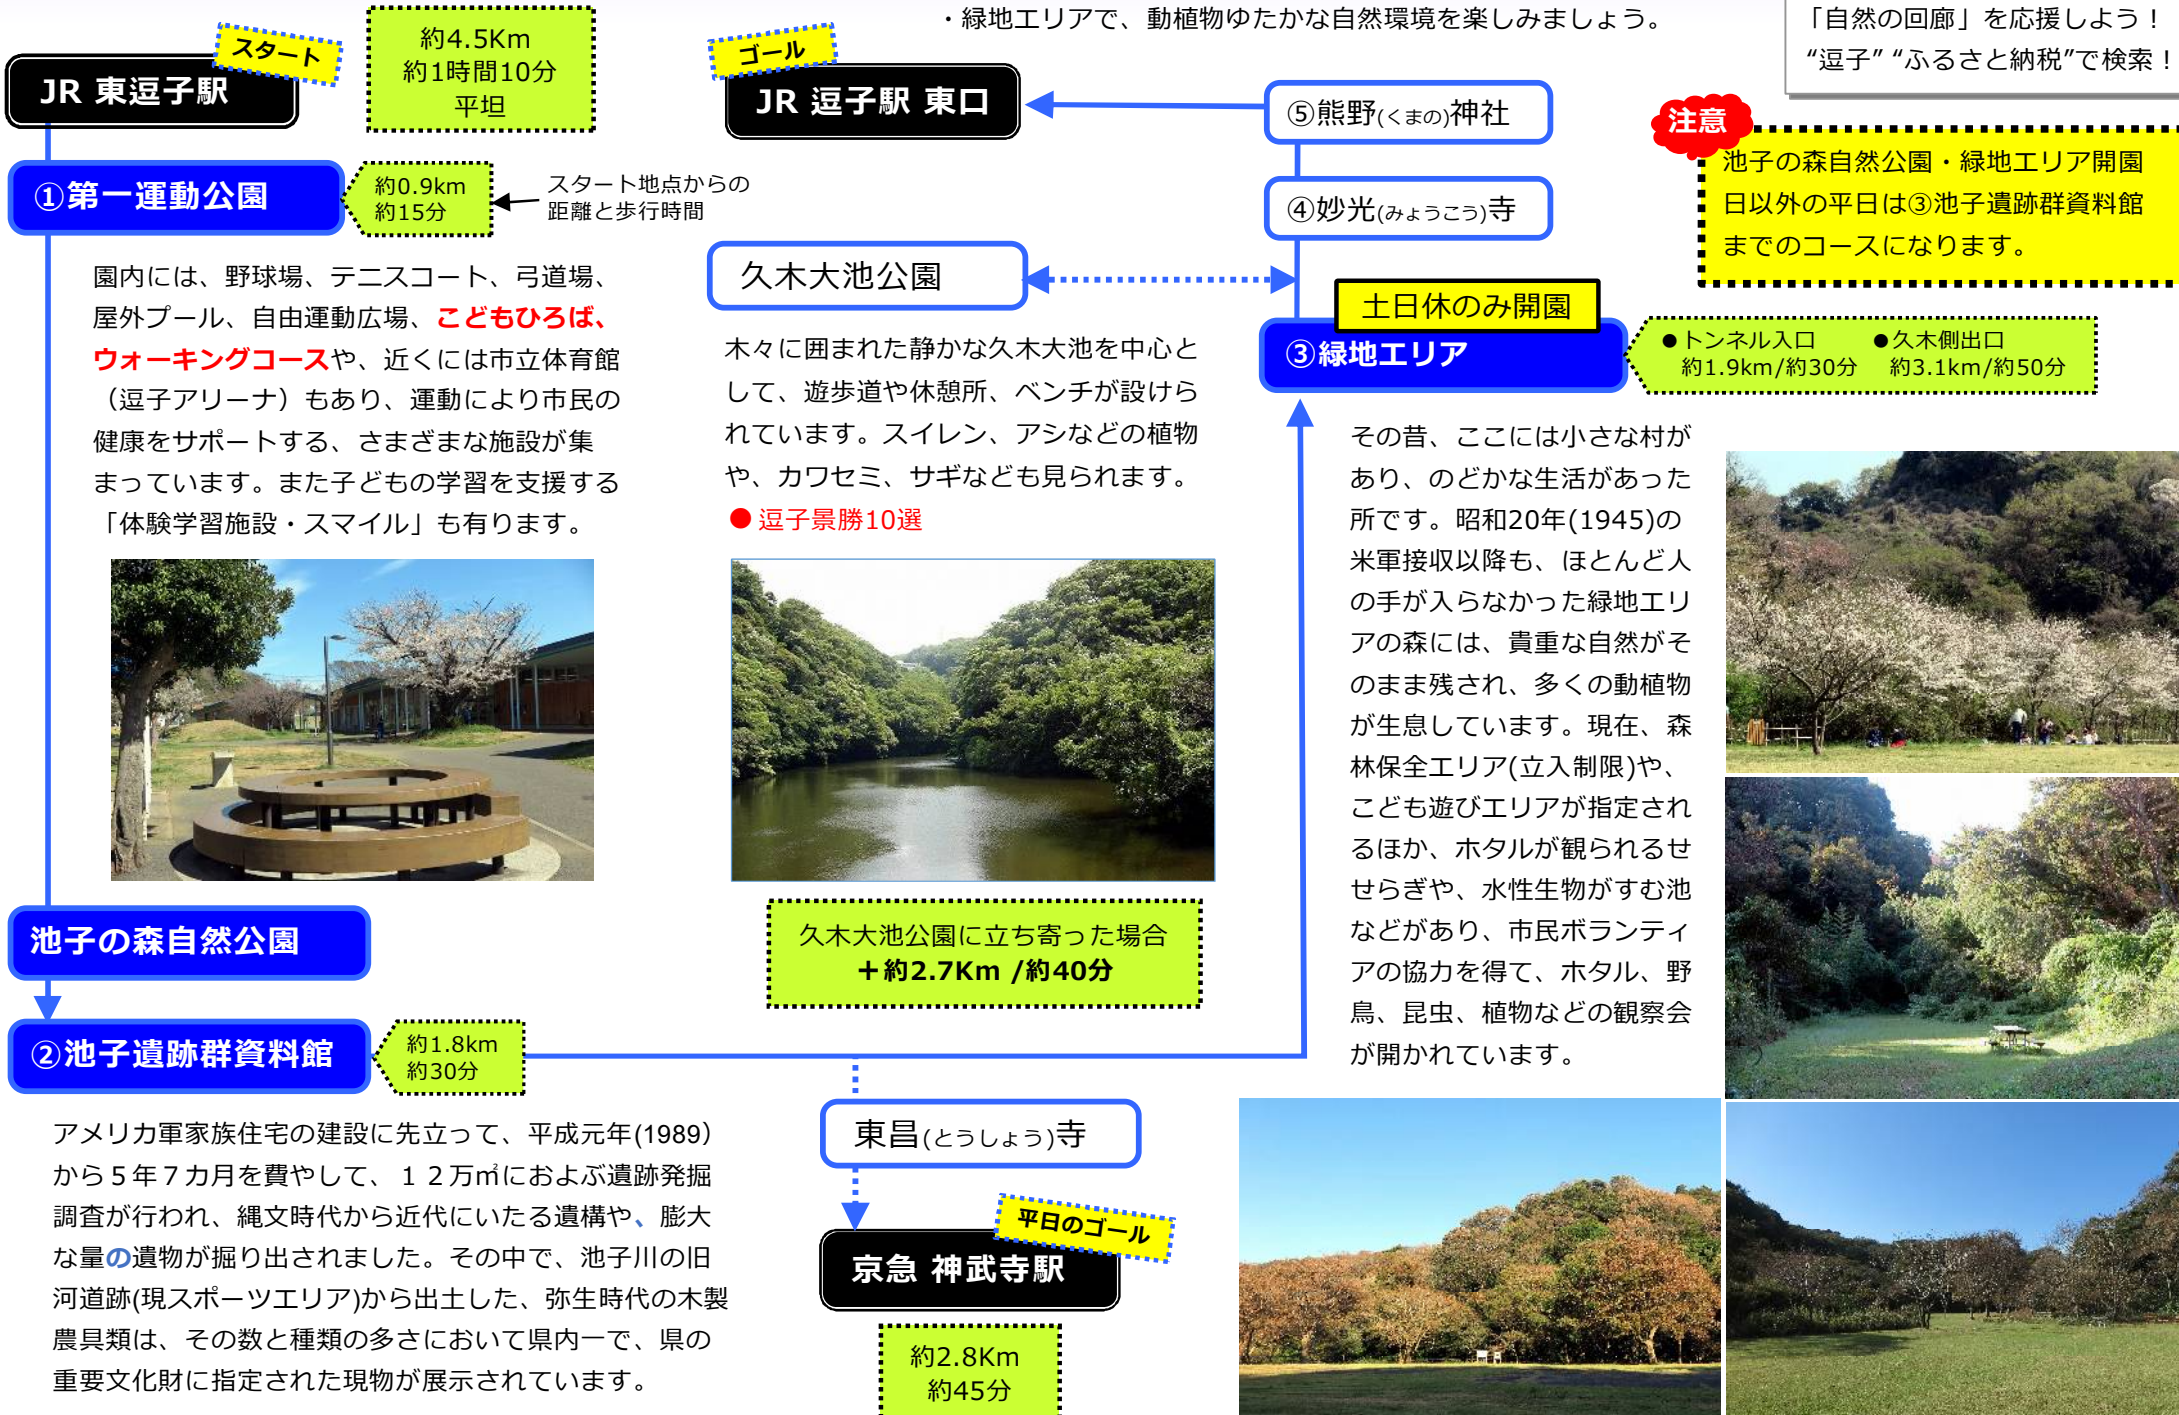 ・緑地エリアで、動植物ゆたかな自然環境を楽しみましょう。
「自然の回廊」を応援しよう！
“逗子” “ふるさと納税”で検索！
スタート
JR 東逗子駅
約4.5Km
約1時間10分
平坦
①第一運動公園
約0.9km
約15分
スタート地点からの
距離と歩行時間
園内には、野球場、テニスコート、弓道場、
屋外プール、自由運動広場、こどもひろば、
ウォーキングコースや、近くには市立体育館
（逗子アリーナ）もあり、運動により市民の
健康をサポートする、さまざまな施設が集
まっています。また子どもの学習を支援する
「体験学習施設・スマイル」も有ります。
池子の森自然公園
②池子遺跡群資料館
約1.8km
約30分
アメリカ軍家族住宅の建設に先立って、平成元年(1989）
から５年７カ月を費やして、１２万㎡におよぶ遺跡発掘
調査が行われ、縄文時代から近代にいたる遺構や、膨大
な量の遺物が掘り出されました。その中で、池子川の旧
河道跡(現スポーツエリア)から出土した、弥生時代の木製
農具類は、その数と種類の多さにおいて県内一で、県の
重要文化財に指定された現物が展示されています。
東昌(とうしょう)寺
平日のゴール
京急 神武寺駅
約2.8Km
約45分
注意
池子の森自然公園・緑地エリア開園
日以外の平日は③池子遺跡群資料館
までのコースになります。
土日休のみ開園
③緑地エリア
●トンネル入口 ●久木側出口
約1.9km/約30分 約3.1km/約50分
その昔、ここには小さな村が
あり、のどかな生活があった
所です。昭和20年(1945)の
米軍接収以降も、ほとんど人
の手が入らなかった緑地エリ
アの森には、貴重な自然がそ
のまま残され、多くの動植物
が生息しています。現在、森
林保全エリア(立入制限)や、
こども遊びエリアが指定され
るほか、ホタルが観られるせ
せらぎや、水性生物がすむ池
などがあり、市民ボランティ
アの協力を得て、ホタル、野
鳥、昆虫、植物などの観察会
が開かれています。
久木大池公園
木々に囲まれた静かな久木大池を中心と
して、遊歩道や休憩所、ベンチが設けら
れています。スイレン、アシなどの植物
や、カワセミ、サギなども見られます。
●逗子景勝10選
久木大池公園に立ち寄った場合
＋約2.7Km /約40分
④妙光(みょうこう)寺
⑤熊野(くまの)神社
ゴール
JR 逗子駅 東口